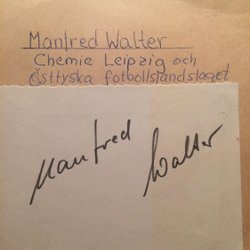 Manfred Walter
Chemie Leipzig och
Östtyska fotbollslandslaget
Manfred Walter